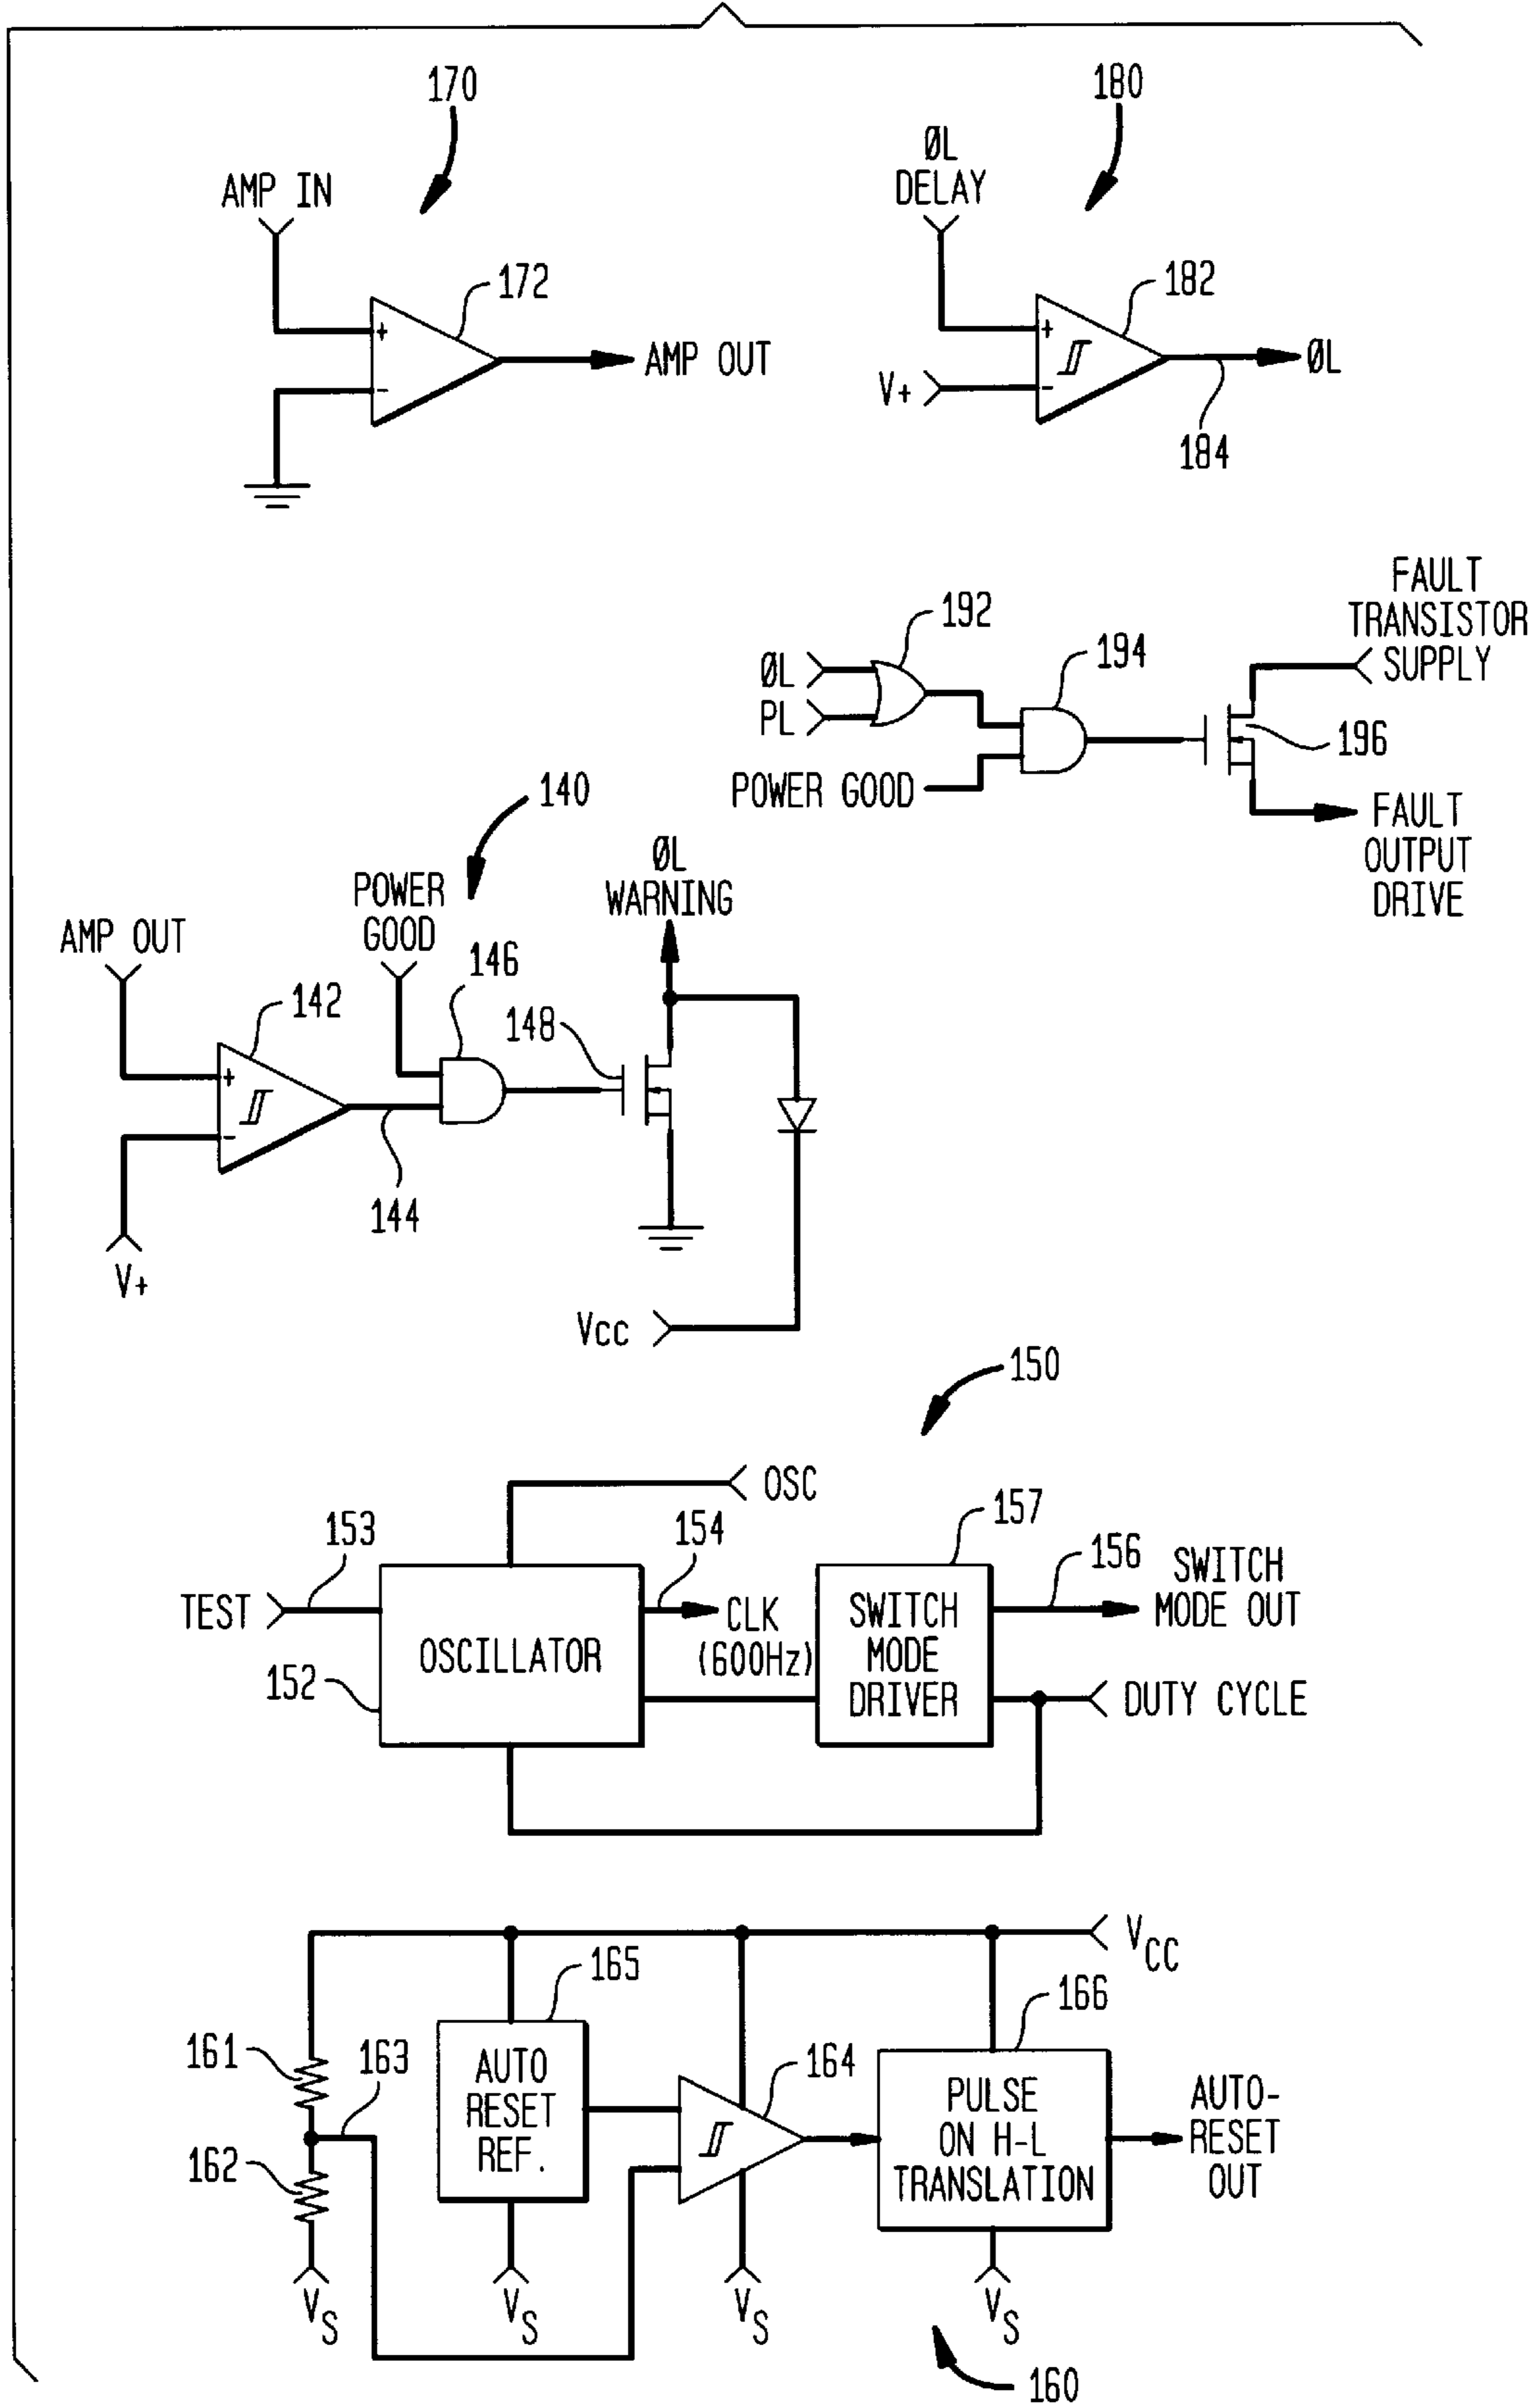 170
180
AMP IN
ØL
DELAY
172
182
+
-
AMP OUT
+
-
V+
ØL
184
FAULT
TRANSISTOR
SUPPLY
192
194
ØL
PL
196
POWER GOOD
FAULT
OUTPUT
DRIVE
140
ØL
WARNING
POWER
GOOD
AMP OUT
146
142
148
+
-
144
V+
Vcc
150
OSC
157
153
154
156
SWITCH
MODE OUT
TEST
CLK
(600Hz)
SWITCH
MODE
DRIVER
OSCILLATOR
152
DUTY CYCLE
VCC
165
166
161
163
AUTO
RESET
REF.
164
PULSE
ON H-L
TRANSLATION
AUTO-
RESET
OUT
162
VS
VS
VS
VS
160